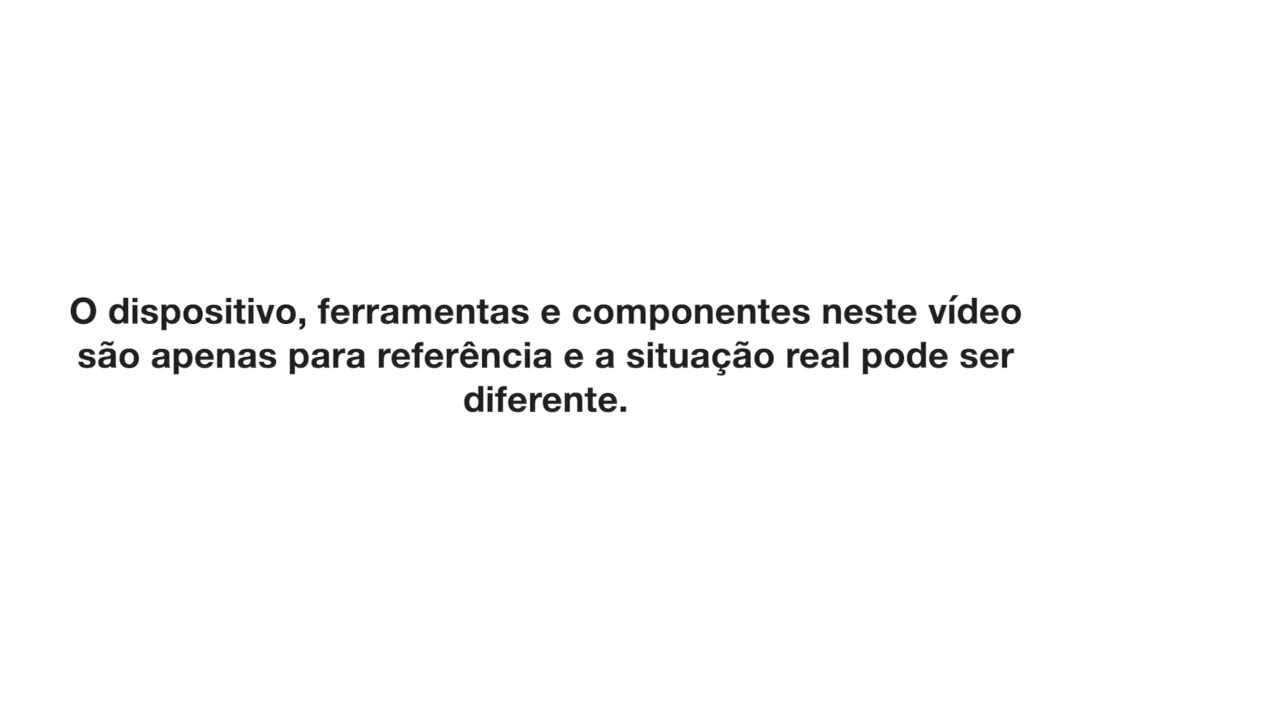 O dispositivo, ferramentas e componentes neste vídeo
são apenas para referência e a situação real pode ser
diferente.